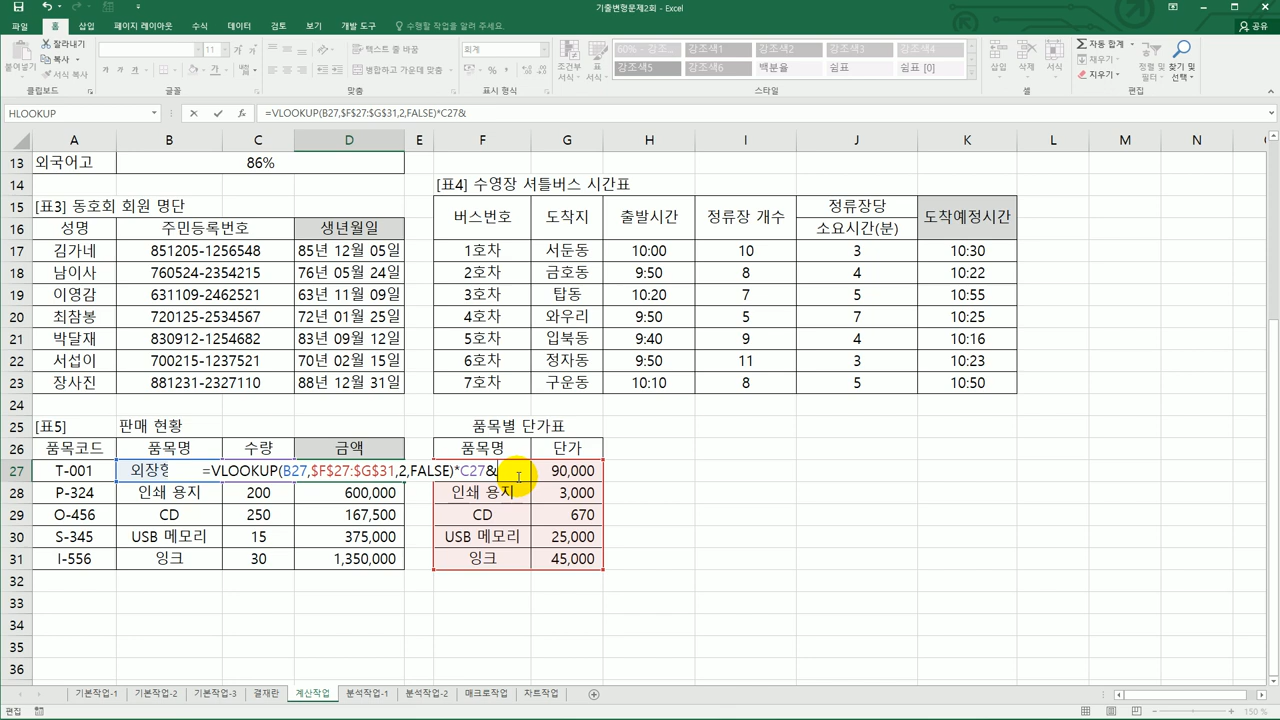 기출변형문제2회 - Excel
파일 홈 삽입 페이지 레이아웃 수식 데이터 검토 보기 개발 도구 수행할 작업을 알려 주세요. 공유
잘라내기 11 텍스트 줄 바꿈 회계 60% - 강조... 강조색1 강조색2 강조색3 강조색4 자동 합계
붙여넣기 복사 가 가 가 병합하고 가운데 맞춤 % 조건부 서식 표 서식 강조색5 강조색6 백분율 쉼표 쉼표 [0] 삽입 삭제 서식 채우기 정렬 및 필터 찾기 및 선택
서식 복사 지우기
클립보드 글꼴 맞춤 표시 형식 스타일 셀 편집
HLOOKUP =VLOOKUP(B27,$F$27:$G$31,2,FALSE)*C27&
A B C D E F G H I J K L M N
13 외국어고 86%
14 [표4] 수영장 셔틀버스 시간표
15 [표3] 동호회 회원 명단 버스번호 도착지 출발시간 정류장 개수 정류장당 도착예정시간
16 성명 주민등록번호 생년월일 소요시간(분)
17 김가네 851205-1256548 85년 12월 05일 1호차 서둔동 10:00 10 3 10:30
18 남이사 760524-2354215 76년 05월 24일 2호차 금호동 9:50 8 4 10:22
19 이영감 631109-2462521 63년 11월 09일 3호차 탑동 10:20 7 5 10:55
20 최참봉 720125-2534567 72년 01월 25일 4호차 와우리 9:50 5 7 10:25
21 박달재 830912-1254682 83년 09월 12일 5호차 입북동 9:40 9 4 10:16
22 서섭이 700215-1237521 70년 02월 15일 6호차 정자동 9:50 11 3 10:23
23 장사진 881231-2327110 88년 12월 31일 7호차 구운동 10:10 8 5 10:50
24
25 [표5] 판매 현황 품목별 단가표
26 품목코드 품목명 수량 금액 품목명 단가
27 T-001 외장 =VLOOKUP(B27,$F$27:$G$31,2,FALSE)*C27& 90,000
28 P-324 인쇄 용지 200 600,000 인쇄 용지 3,000
29 O-456 CD 250 167,500 CD 670
30 S-345 USB 메모리 15 375,000 USB 메모리 25,000
31 I-556 잉크 30 1,350,000 잉크 45,000
32
33
34
35
36
기본작업-1 기본작업-2 기본작업-3 결재란 계산작업 분석작업-1 분석작업-2 매크로작업 차트작업
편집 150 %